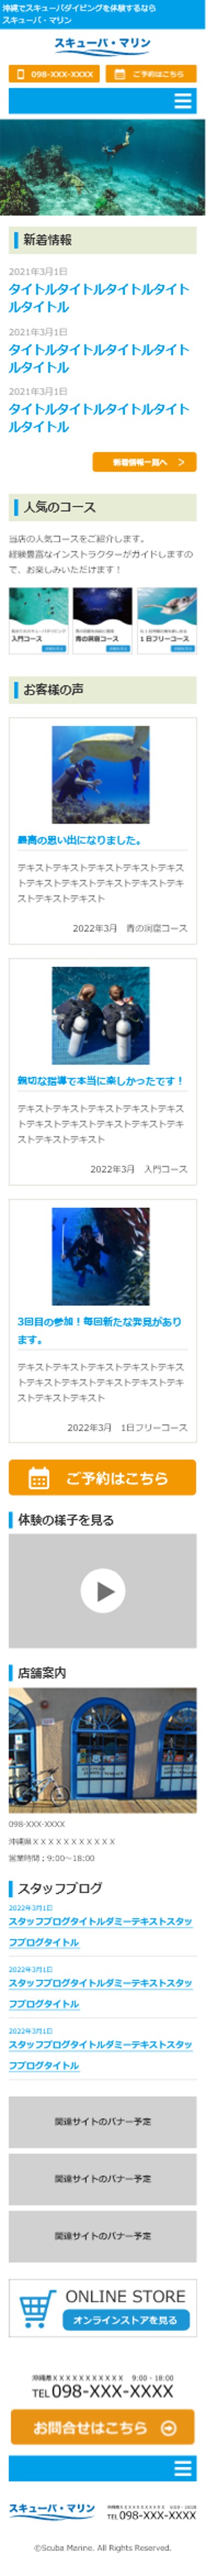 沖縄でスキューバダイビングを体験するなら
スキューバ・マリン
スキューバ・マリン
098-XXX-XXXX
ご予約はこちら
新着情報
2021年3月1日
タイトルタイトルタイトルタイト
ルタイトル
2021年3月1日
タイトルタイトルタイトルタイト
ルタイトル
2021年3月1日
タイトルタイトルタイトルタイト
ルタイトル
新着情報一覧へ
人気のコース
当店の人気コースをご紹介します。
経験豊富なインストラクターがガイドしますの
で、お楽しみいただけます！
入門コース
青の洞窟コース
1日フリーコース
お客様の声
最高の思い出になりました。
テキストテキストテキストテキストテキス
トテキストテキストテキストテキストテキ
ストテキストテキスト
2022年3月　青の洞窟コース
親切な指導で本当に楽しかったです！
テキストテキストテキストテキストテキス
トテキストテキストテキストテキストテキ
ストテキストテキスト
2022年3月　入門コース
3回目の参加！毎回新たな発見があり
ます。
テキストテキストテキストテキストテキス
トテキストテキストテキストテキストテキ
ストテキストテキスト
2022年3月　1日フリーコース
ご予約はこちら
体験の様子を見る
店舗案内
098-XXX-XXXX
沖縄県ＸＸＸＸＸＸＸＸＸＸＸ
営業時間：9:00～18:00
スタッフブログ
2022年3月1日
スタッフブログタイトルダミーテキストスタッ
フブログタイトル
2022年3月1日
スタッフブログタイトルダミーテキストスタッ
フブログタイトル
2022年3月1日
スタッフブログタイトルダミーテキストスタッ
フブログタイトル
関連サイトのバナー予定
関連サイトのバナー予定
関連サイトのバナー予定
ONLINE STORE
オンラインストアを見る
沖縄県ＸＸＸＸＸＸＸＸＸＸＸ　9:00 - 18:00
TEL 098-XXX-XXXX
お問合せはこちら
スキューバ・マリン
沖縄県ＸＸＸＸＸＸＸＸＸＸＸ　9:00 - 18:00
TEL 098-XXX-XXXX
©Scuba Marine. All Rights Reserved.